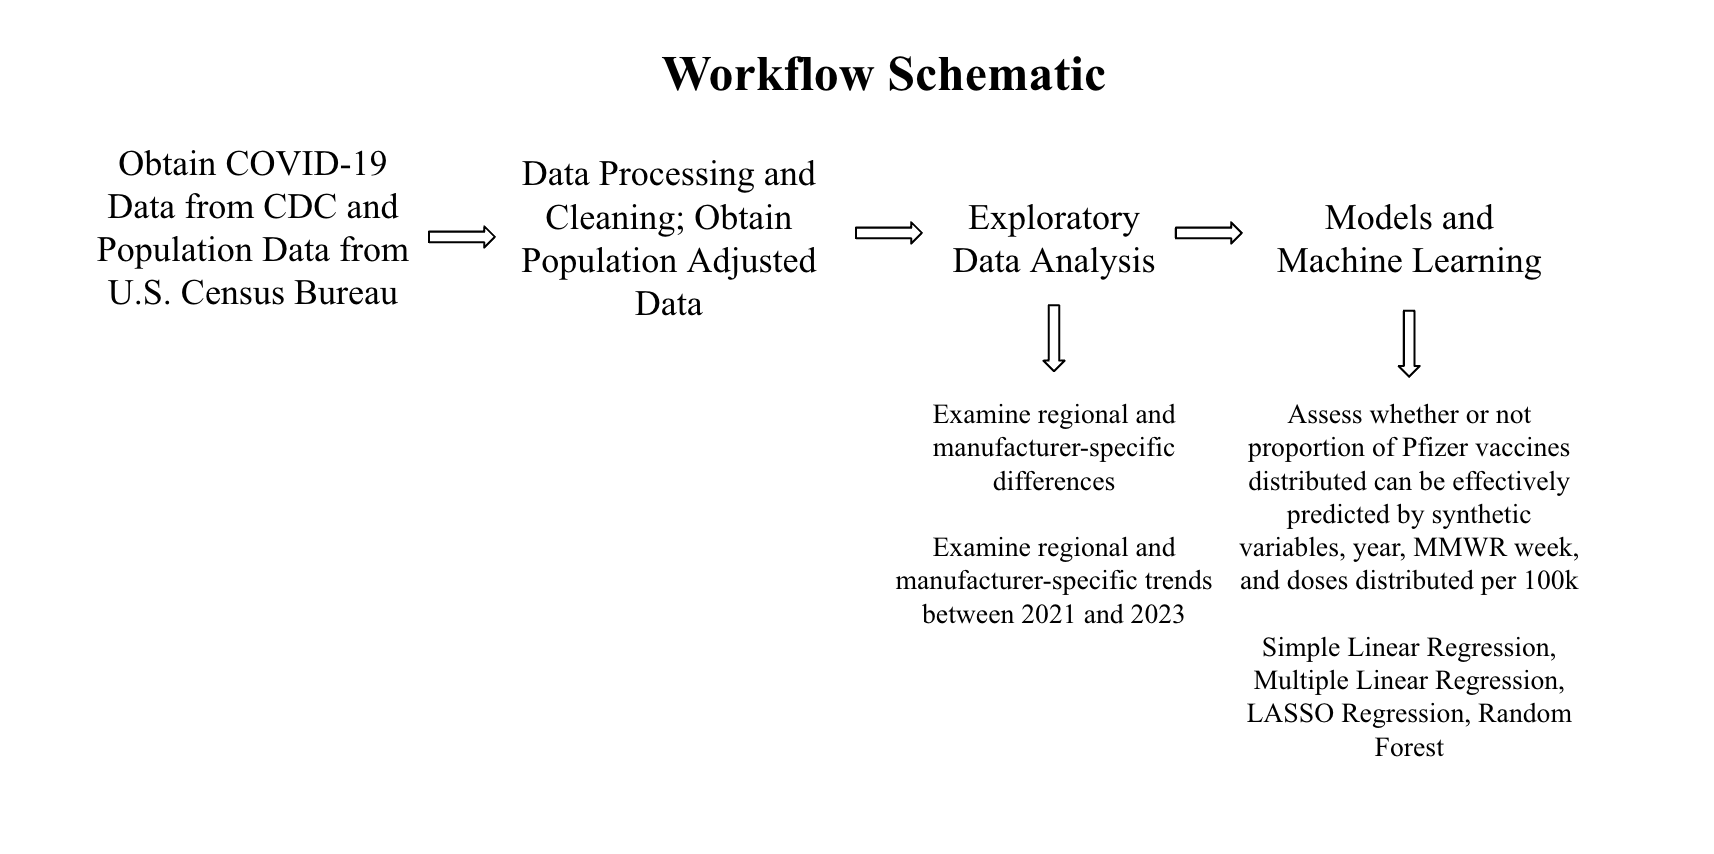 Workflow Schematic
Obtain COVID-19
Data from CDC and
Population Data from
U.S. Census Bureau
Data Processing and
Cleaning; Obtain
Population Adjusted
Data
Exploratory
Data Analysis
Models and
Machine Learning
Examine regional and
manufacturer-specific
differences
Examine regional and
manufacturer-specific trends
between 2021 and 2023
Assess whether or not
proportion of Pfizer vaccines
distributed can be effectively
predicted by synthetic
variables, year, MMWR week,
and doses distributed per 100k
Simple Linear Regression,
Multiple Linear Regression,
LASSO Regression, Random
Forest